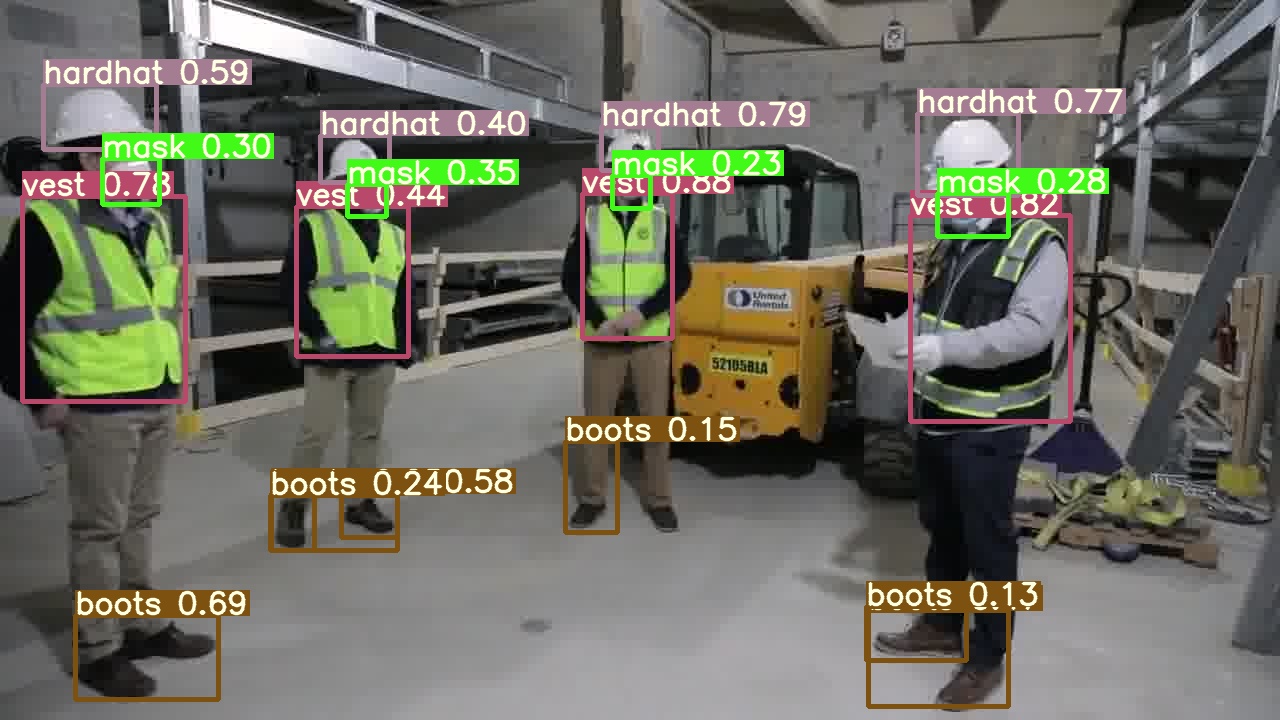 hardhat 0.59
hardhat 0.40
hardhat 0.79
hardhat 0.77
mask 0.30
mask 0.35
mask 0.23
mask 0.28
vest 0.78
vest 0.44
vest 0.88
vest 0.82
United
Rentals
52105BLA
boots 0.15
boots 0.24
0.58
boots 0.69
boots 0.13